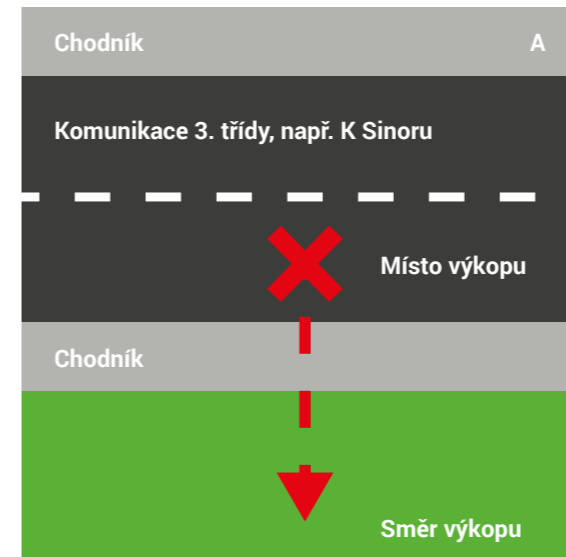 Chodník
A
Komunikace 3. třídy, např. K Sinoru
Místo výkopu
Chodník
Směr výkopu